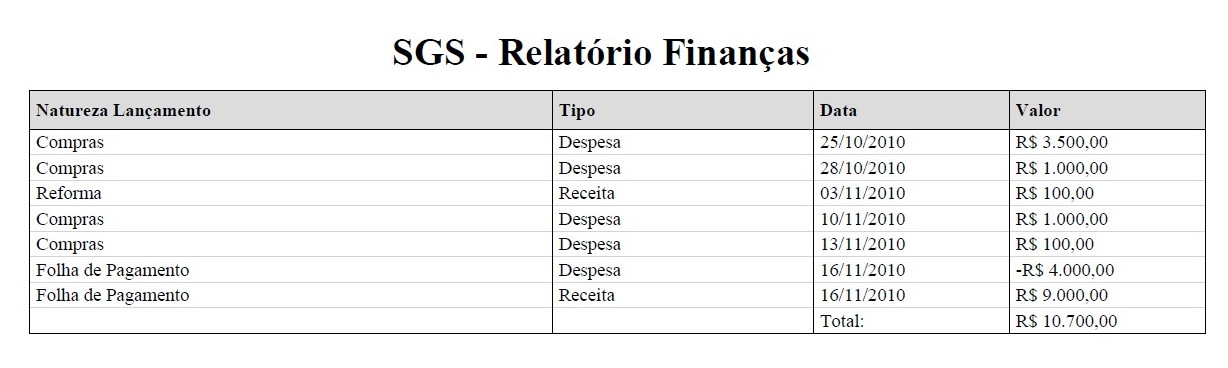 SGS - Relatório Finanças
Natureza Lançamento Tipo Data Valor
Compras Despesa 25/10/2010 R$ 3.500,00
Compras Despesa 28/10/2010 R$ 1.000,00
Reforma Receita 03/11/2010 R$ 100,00
Compras Despesa 10/11/2010 R$ 1.000,00
Compras Despesa 13/11/2010 R$ 100,00
Folha de Pagamento Despesa 16/11/2010 -R$ 4.000,00
Folha de Pagamento Receita 16/11/2010 R$ 9.000,00
Total: R$ 10.700,00